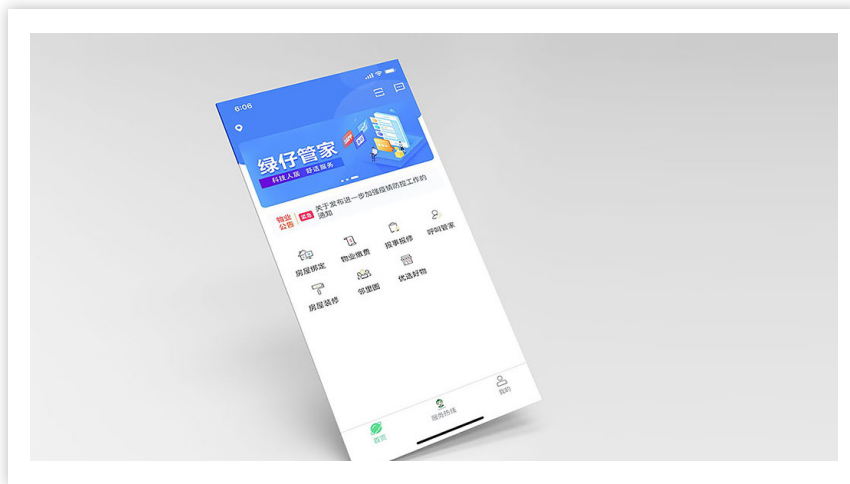 6:06
绿仔管家
科技人居 舒适服务
物业
公告
紧急
关于发布进一步加强疫情防控工作的
通知
房屋绑定
物业缴费
报事报修
呼叫管家
房屋装修
邻里圈
优选好物
首页
服务热线
我的